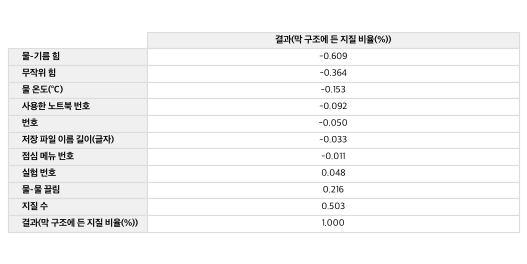 결과(막 구조에 든 지질 비율(%))
물-기름 힘 -0.609
무작위 힘 -0.364
물 온도(℃) -0.153
사용한 노트북 번호 -0.092
번호 -0.050
저장 파일 이름 길이(글자) -0.033
점심 메뉴 번호 -0.011
실험 번호 0.048
물-물 끌림 0.216
지질 수 0.503
결과(막 구조에 든 지질 비율(%)) 1.000